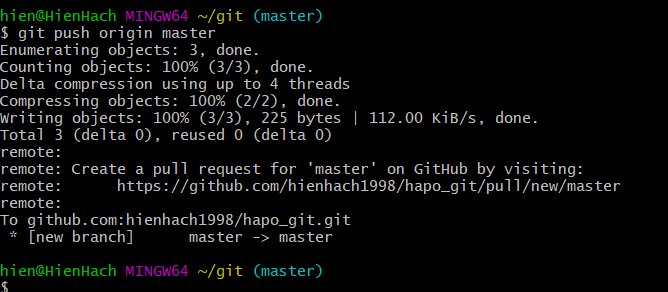 hien@HienHach MINGW64 ~/git (master)
$ git push origin master
Enumerating objects: 3, done.
Counting objects: 100% (3/3), done.
Delta compression using up to 4 threads
Compressing objects: 100% (2/2), done.
Writing objects: 100% (3/3), 225 bytes | 112.00 KiB/s, done.
Total 3 (delta 0), reused 0 (delta 0)
remote:
remote: Create a pull request for 'master' on GitHub by visiting:
remote:      https://github.com/hienhach1998/hapo_git/pull/new/master
remote:
To github.com:hienhach1998/hapo_git.git
 * [new branch]      master -> master
hien@HienHach MINGW64 ~/git (master)
$